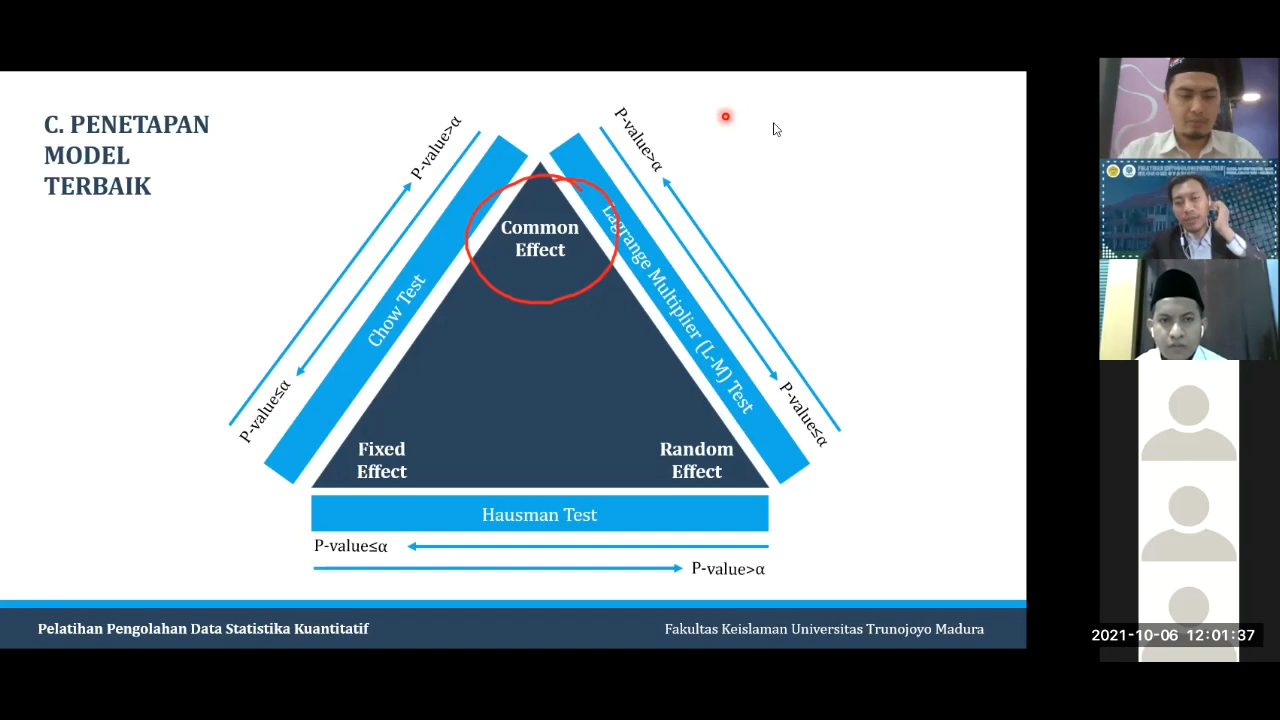 C. PENETAPAN
MODEL
TERBAIK
P-value>α
P-value>α
Common
Effect
Chow Test
Lagrange Multiplier (L-M) Test
P-value≤α
P-value≤α
Fixed
Effect
Random
Effect
Hausman Test
P-value≤α
P-value>α
Pelatihan Pengolahan Data Statistika Kuantitatif
Fakultas Keislaman Universitas Trunojoyo Madura
2021-10-06 12:01:37